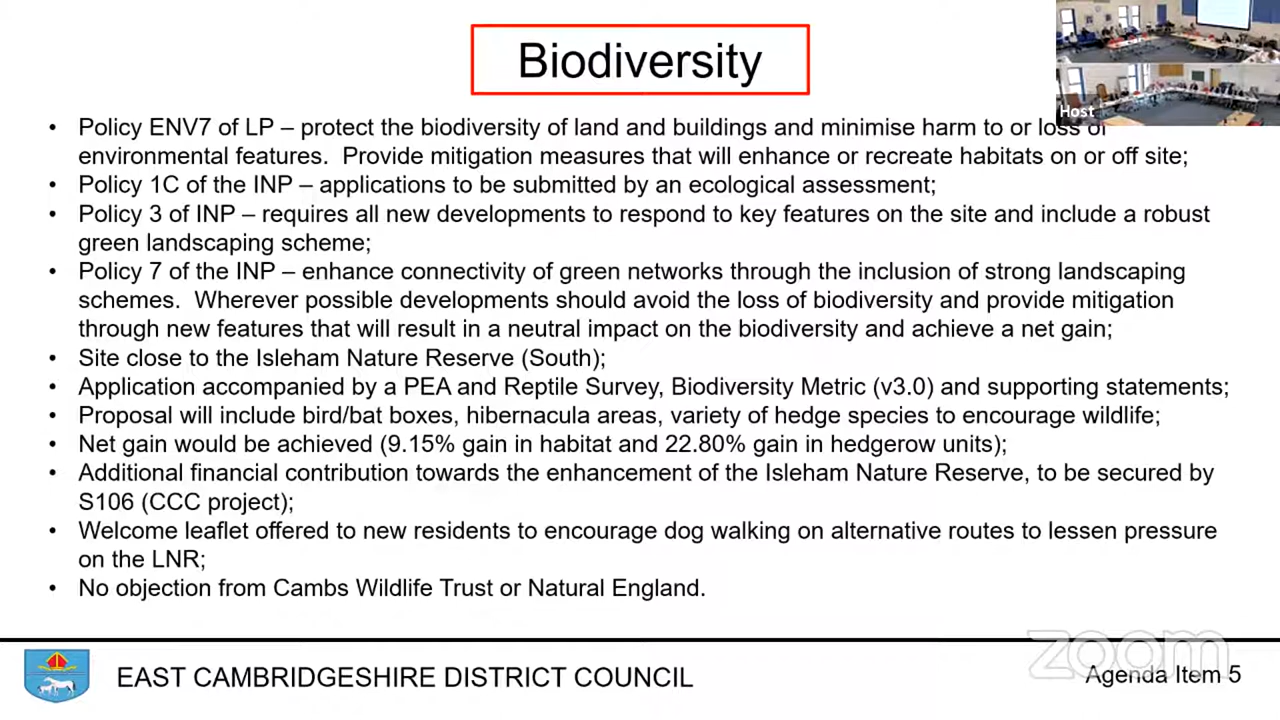 Biodiversity
Host
• Policy ENV7 of LP – protect the biodiversity of land and buildings and minimise harm to or loss of
environmental features. Provide mitigation measures that will enhance or recreate habitats on or off site;
• Policy 1C of the INP – applications to be submitted by an ecological assessment;
• Policy 3 of INP – requires all new developments to respond to key features on the site and include a robust
green landscaping scheme;
• Policy 7 of the INP – enhance connectivity of green networks through the inclusion of strong landscaping
schemes. Wherever possible developments should avoid the loss of biodiversity and provide mitigation
through new features that will result in a neutral impact on the biodiversity and achieve a net gain;
• Site close to the Isleham Nature Reserve (South);
• Application accompanied by a PEA and Reptile Survey, Biodiversity Metric (v3.0) and supporting statements;
• Proposal will include bird/bat boxes, hibernacula areas, variety of hedge species to encourage wildlife;
• Net gain would be achieved (9.15% gain in habitat and 22.80% gain in hedgerow units);
• Additional financial contribution towards the enhancement of the Isleham Nature Reserve, to be secured by
S106 (CCC project);
• Welcome leaflet offered to new residents to encourage dog walking on alternative routes to lessen pressure
on the LNR;
• No objection from Cambs Wildlife Trust or Natural England.
zoom
EAST CAMBRIDGESHIRE DISTRICT COUNCIL
Agenda Item 5